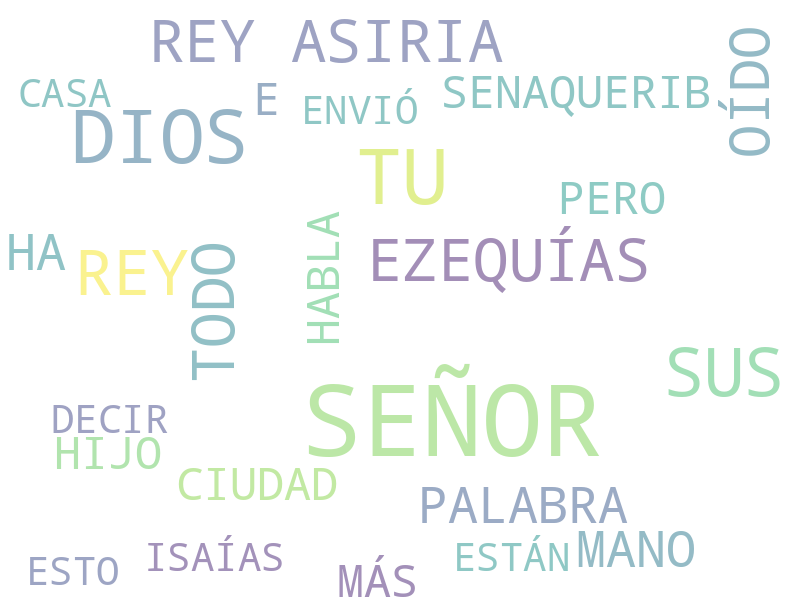 REY ASIRIA
OÍDO
CASA
E
ENVIÓ
SENAQUERIB
DIOS
TU
PERO
HA
REY
TODO
HABLA
EZEQUÍAS
SUS
SEÑOR
DECIR
HIJO
CIUDAD
PALABRA
ESTO
ISAÍAS
MÁS
ESTÁN
MANO